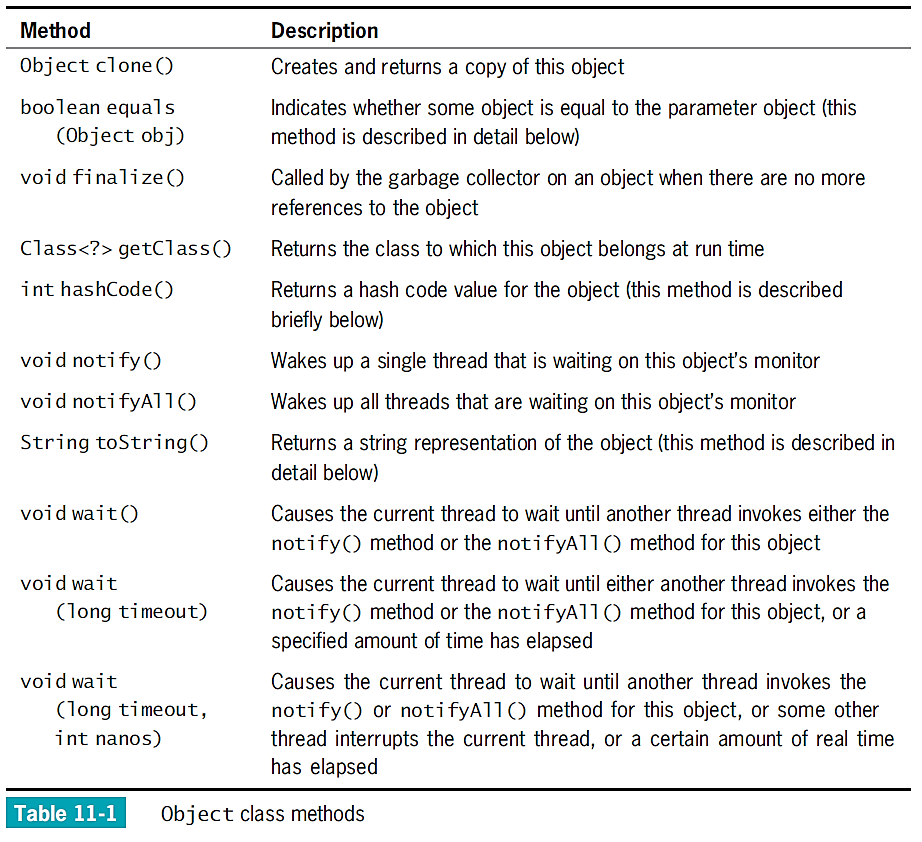 Method Description
Object clone() Creates and returns a copy of this object
boolean equals Indicates whether some object is equal to the parameter object (this
(Object obj) method is described in detail below)
void finalize() Called by the garbage collector on an object when there are no more
references to the object
Class<?> getClass() Returns the class to which this object belongs at run time
int hashCode() Returns a hash code value for the object (this method is described
briefly below)
void notify() Wakes up a single thread that is waiting on this object's monitor
void notifyAll() Wakes up all threads that are waiting on this object's monitor
String toString() Returns a string representation of the object (this method is described in
detail below)
void wait() Causes the current thread to wait until another thread invokes either the
notify() method or the notifyAll() method for this object
void wait Causes the current thread to wait until either another thread invokes the
(long timeout) notify() method or the notifyAll() method for this object, or a
specified amount of time has elapsed
void wait Causes the current thread to wait until another thread invokes the
(long timeout, notify() or notifyAll() method for this object, or some other
int nanos) thread interrupts the current thread, or a certain amount of real time
has elapsed
Table 11-1 Object class methods